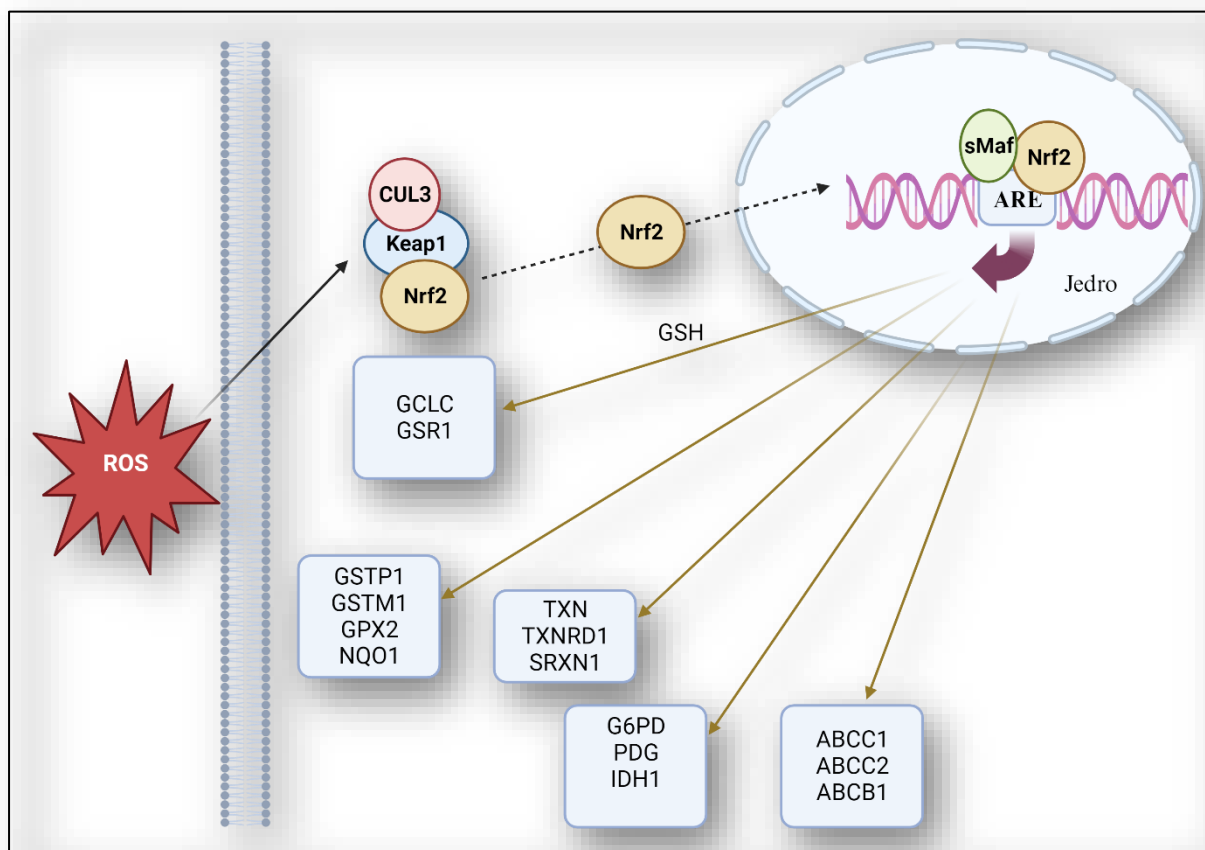 sMaf
Nrf2
ARE
Jedro
CUL3
Keap1
Nrf2
Nrf2
GSH
ROS
GCLC
GSR1
GSTP1
GSTM1
GPX2
NQO1
TXN
TXNRD1
SRXN1
G6PD
PDG
IDH1
ABCC1
ABCC2
ABCB1